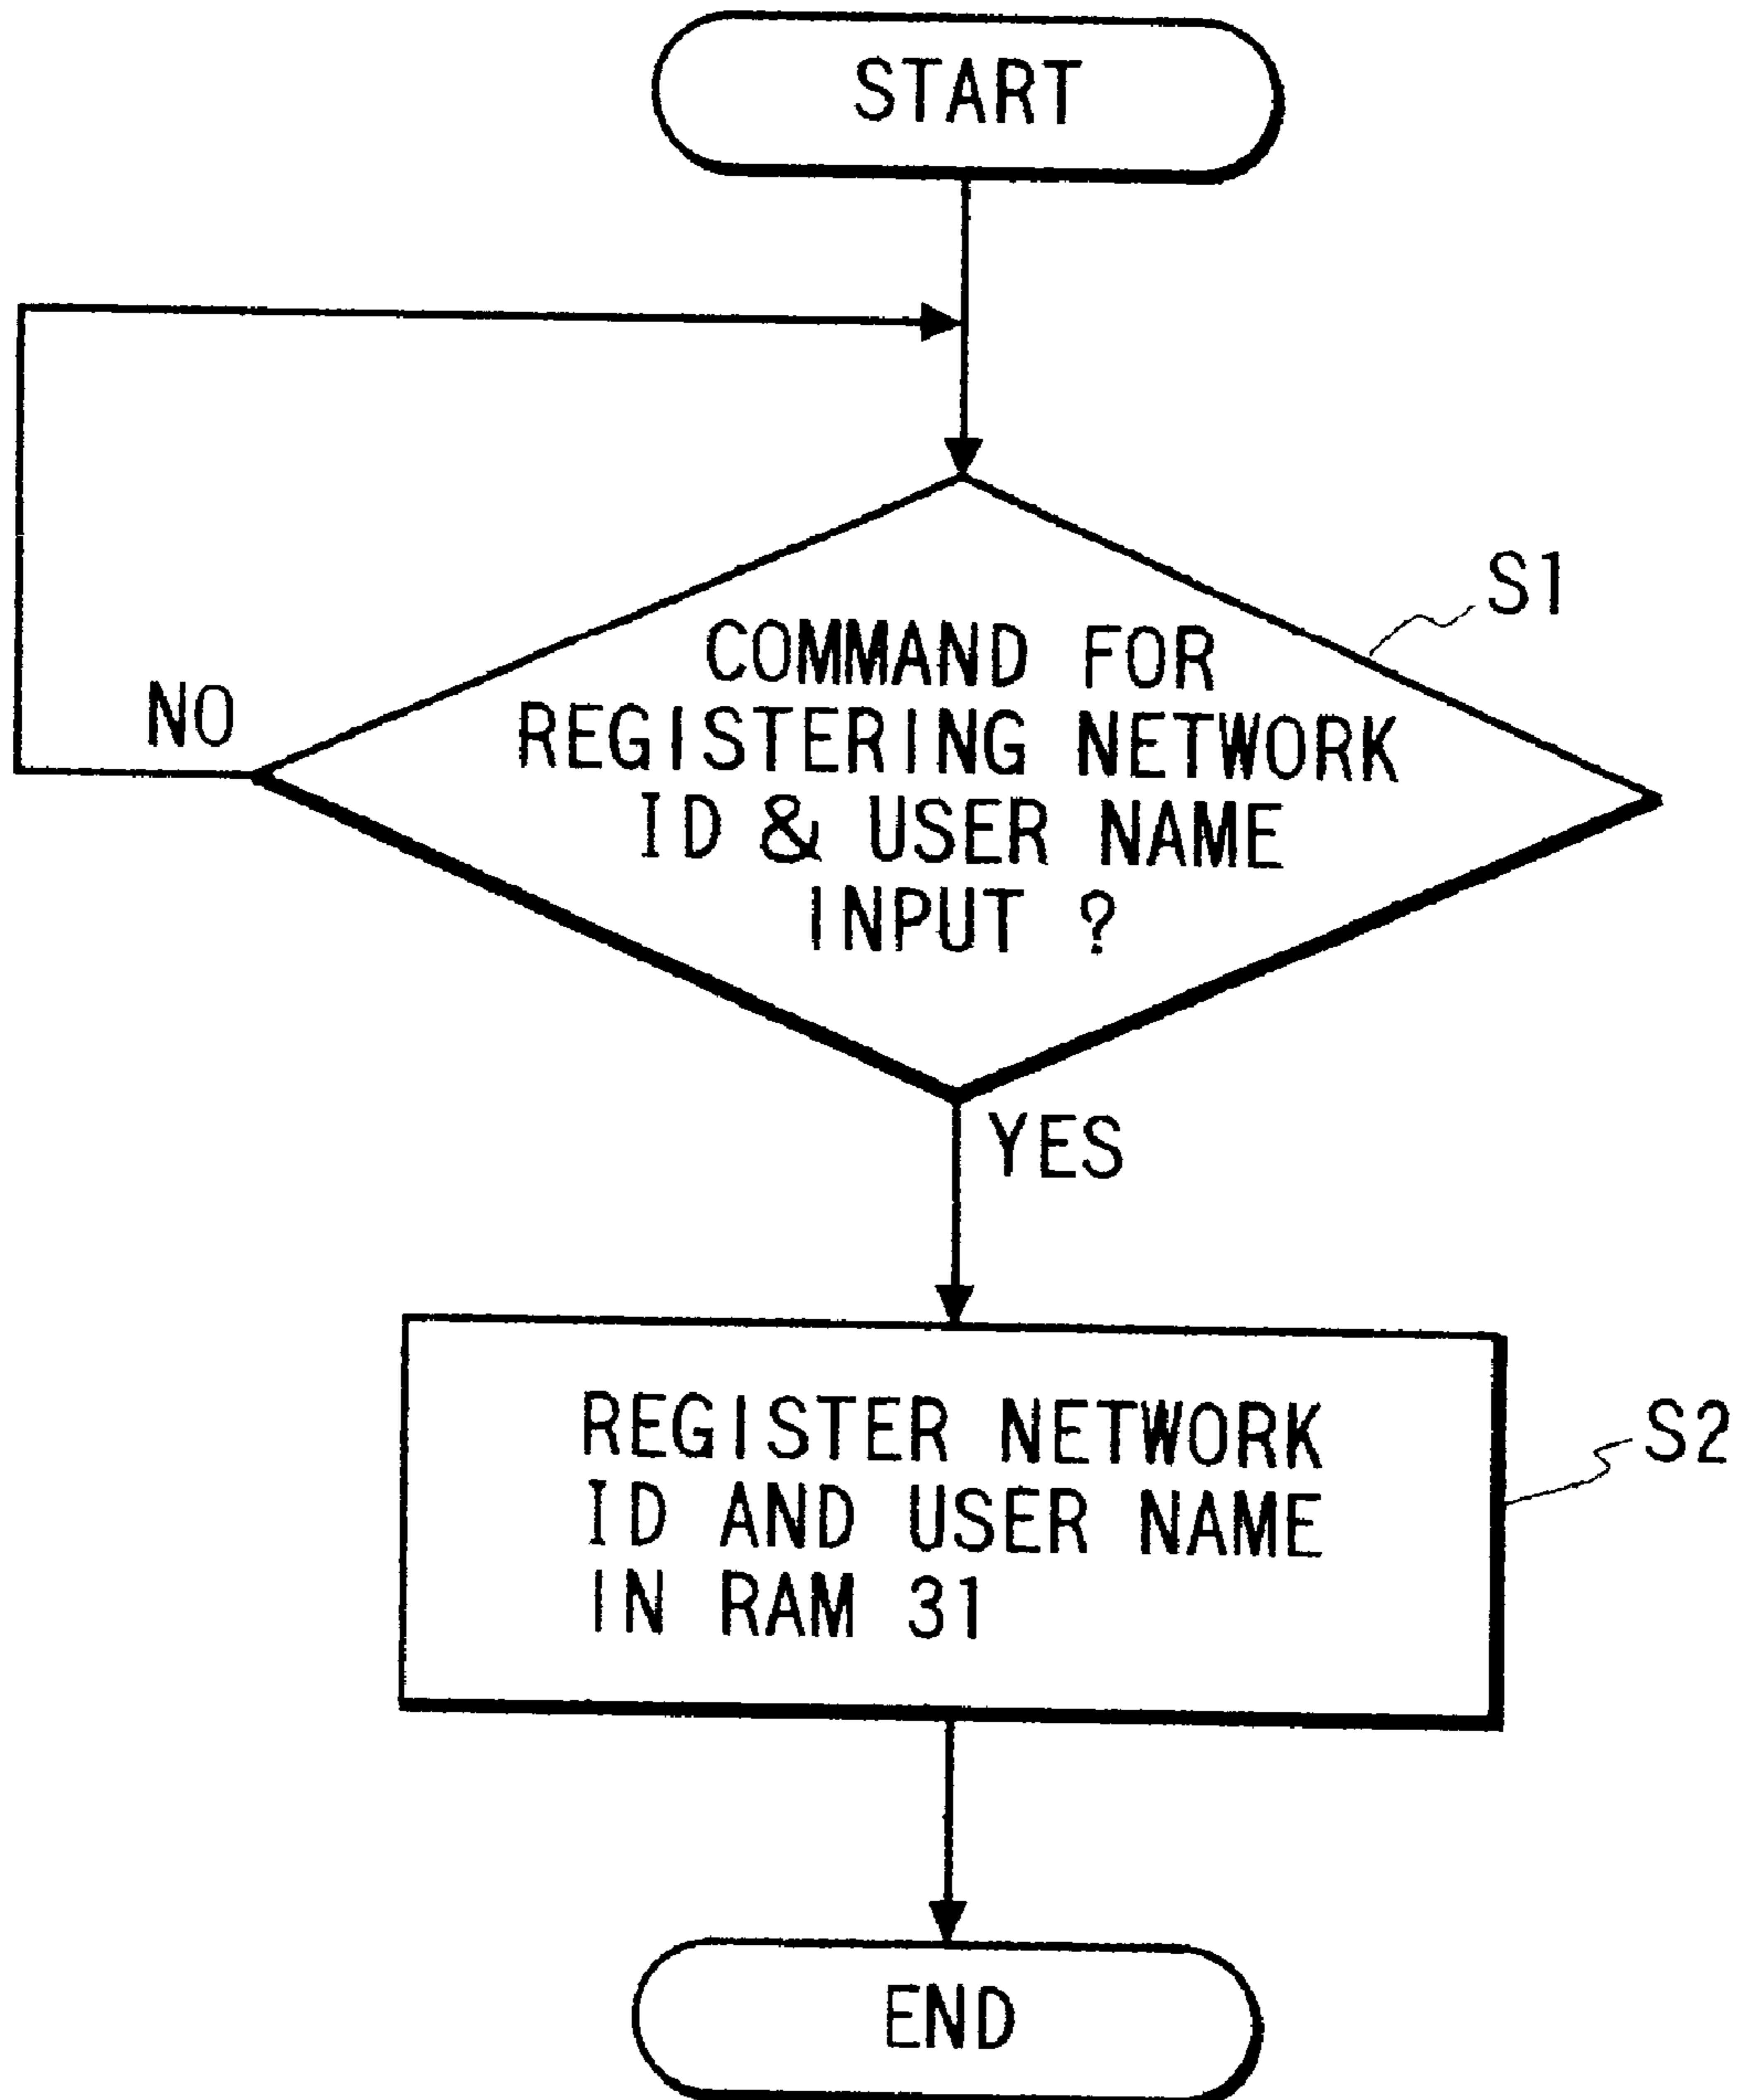 START
S1
COMMAND FOR
REGISTERING NETWORK
ID & USER NAME
INPUT ?
NO
YES
REGISTER NETWORK
ID AND USER NAME
IN RAM 31
S2
END